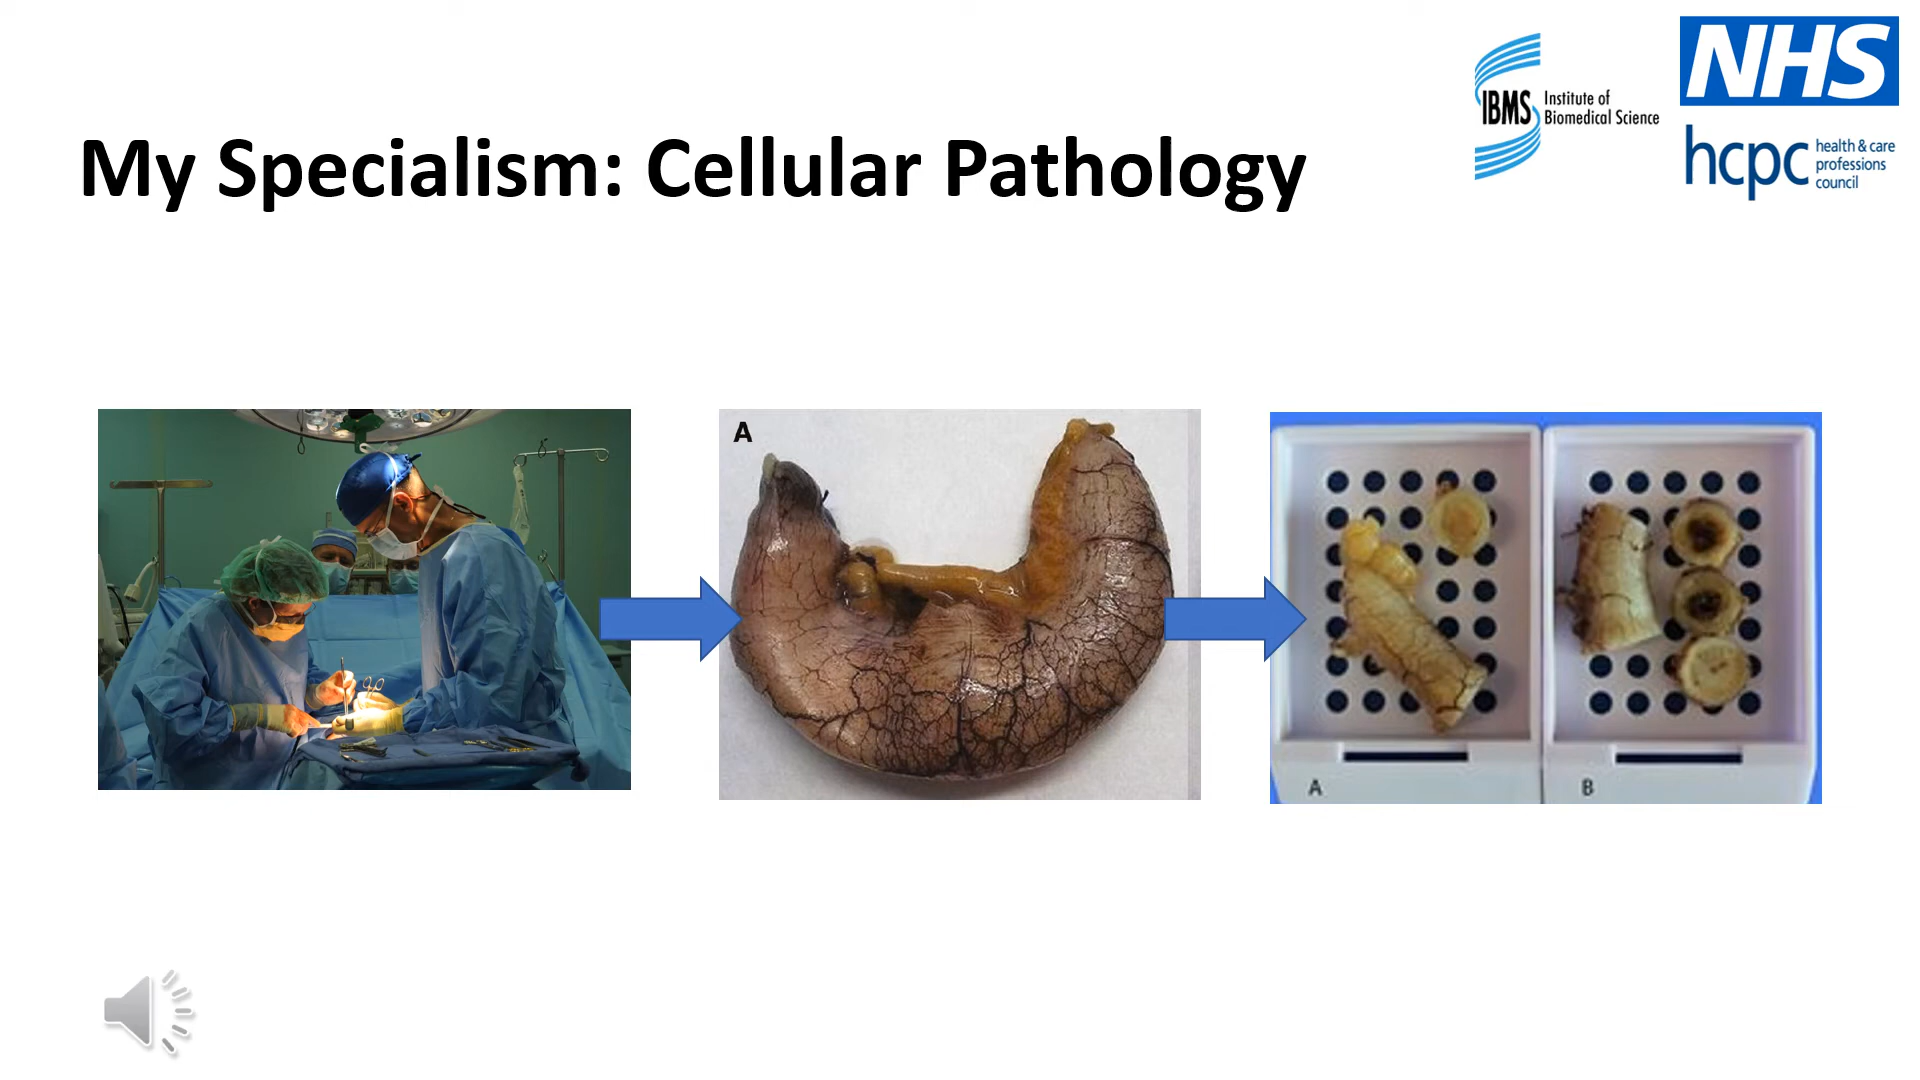 My Specialism: Cellular Pathology
IBMS
Institute of
Biomedical Science
NHS
hcpc
health & care
professions
council
A
A
B